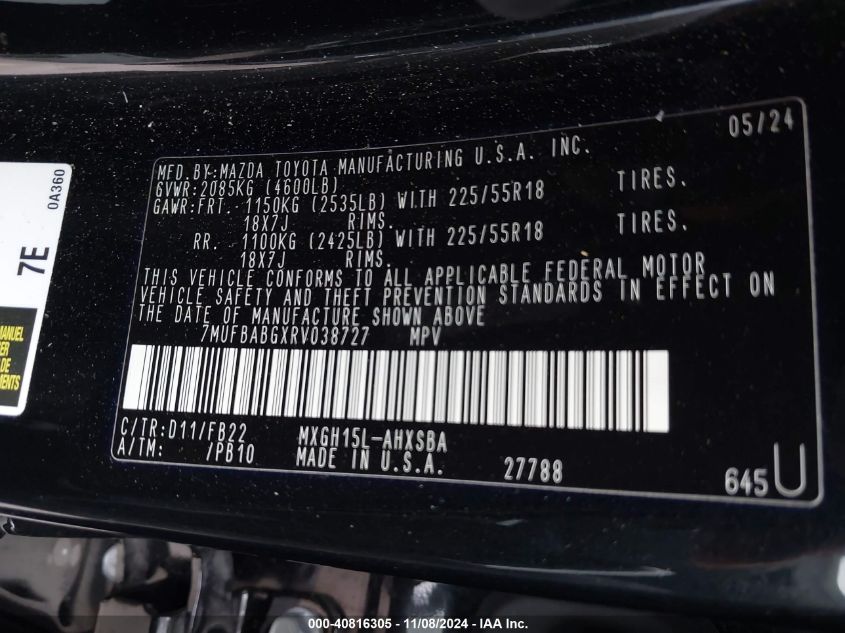 05/24
MFD.BY:MAZDA TOYOTA MANUFACTURING U.S.A. INC.
GVWR:2085KG (4600LB)
GAWR:FRT. 1150KG (2535LB) WITH 225/55R18 TIRES.
18X7J RIMS.
RR. 1100KG (2425LB) WITH 225/55R18 TIRES.
18X7J RIMS.
THIS VEHICLE CONFORMS TO ALL APPLICABLE FEDERAL MOTOR
VEHICLE SAFETY AND THEFT PREVENTION STANDARDS IN EFFECT ON
THE DATE OF MANUFACTURE SHOWN ABOVE
7MUFBABGXRV038727 MPV
C/TR:D11/FB22 MXGH15L-AHXSBA
A/TM: /PB10 MADE IN U.S.A. 27788
645U
0A360
7E
MANUEL
DE
000-40816305 - 11/08/2024 - IAA Inc.